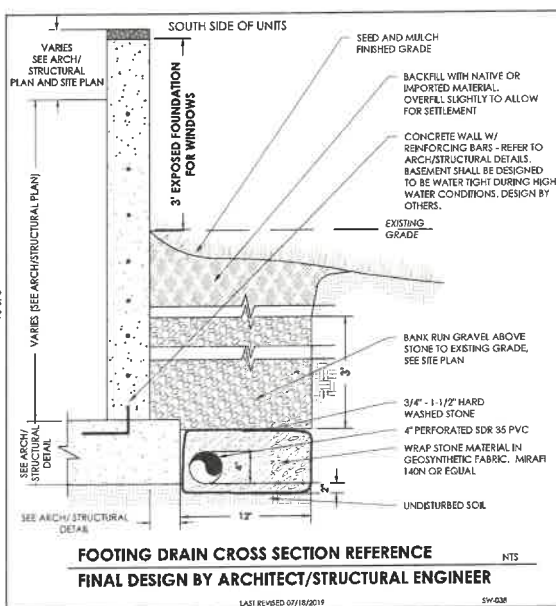 SOUTH SIDE OF UNITS
VARIES
SEE ARCH/
STRUCTURAL
PLAN AND SITE PLAN
3' EXPOSED FOUNDATION
FOR WINDOWS
VARIES (SEE ARCH/STRUCTURAL PLAN)
SEED AND MULCH
FINISHED GRADE
BACKFILL WITH NATIVE OR
IMPORTED MATERIAL.
OVERFILL SLIGHTLY TO ALLOW
FOR SETTLEMENT
CONCRETE WALL W/
REINFORCING BARS - REFER TO
ARCH/STRUCTURAL DETAILS.
BASEMENT SHALL BE DESIGNED
TO BE WATER TIGHT DURING HIGH
WATER CONDITIONS. DESIGN BY
OTHERS.
EXISTING
GRADE
BANK RUN GRAVEL ABOVE
STONE TO EXISTING GRADE,
SEE SITE PLAN
3"
3/4" - 1-1/2" HARD
WASHED STONE
4" PERFORATED SDR 35 PVC
WRAP STONE MATERIAL IN
GEOSYNTHETIC FABRIC. MIRAFI
140N OR EQUAL
UNDISTURBED SOIL
SEE ARCH/
STRUCTURAL
DETAIL
2"
12"
SEE ARCH/ STRUCTURAL
DETAIL
FOOTING DRAIN CROSS SECTION REFERENCE
NTS
FINAL DESIGN BY ARCHITECT/STRUCTURAL ENGINEER
LAST REVISED 07/18/2019
SW-038